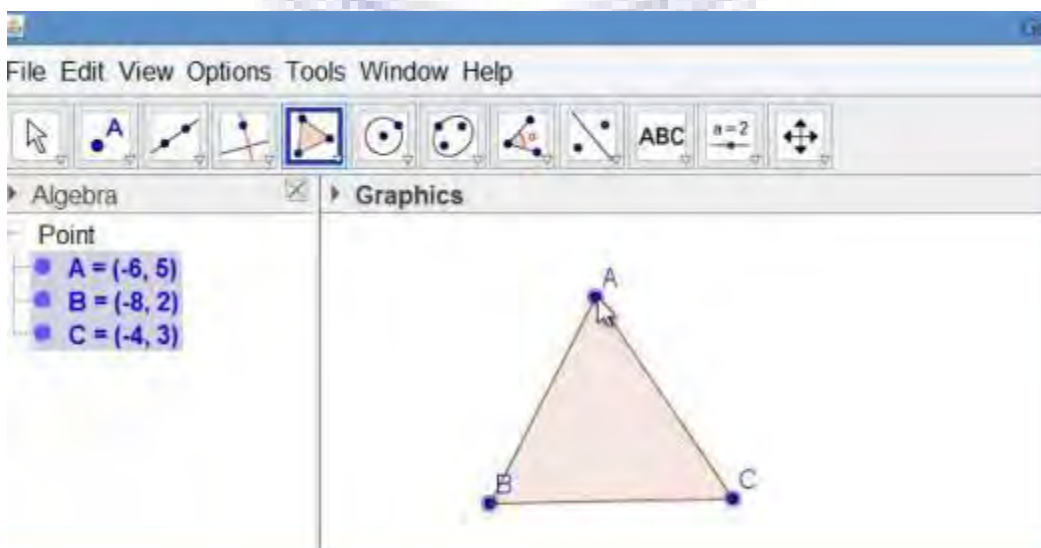 File Edit View Options Tools Window Help
A ABC a=2
Algebra
Graphics
Point
A = (-6, 5)
B = (-8, 2)
C = (-4, 3)
A
B
C